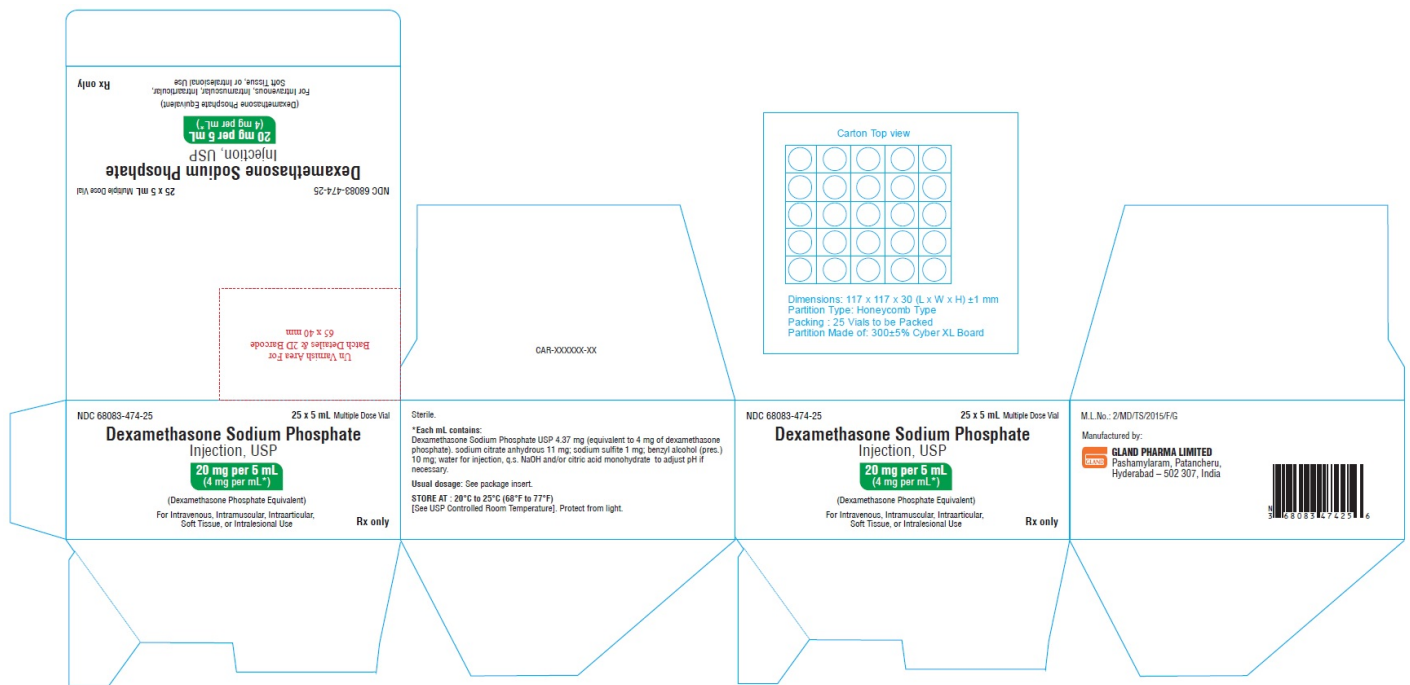 Rx only
For Intravenous, Intramuscular, Intraarticular,
Soft Tissue, or Intralesional Use
(Dexamethasone Phosphate Equivalent)
20 mg per 5 mL
(4 mg per mL*)
Dexamethasone Sodium Phosphate
Injection, USP
NDC 68083-474-25
25 x 5 mL Multiple Dose Vial
Un Varnish Area For
Batch Detailes & 2D Barcode
65 x 40 mm
CAR-XXXXXX-XX
Carton Top view
Dimensions: 117 x 117 x 30 (L x W x H) ±1 mm
Partition Type: Honeycomb Type
Packing : 25 Vials to be Packed
Partition Made of: 300±5% Cyber XL Board
NDC 68083-474-25
25 x 5 mL Multiple Dose Vial
Dexamethasone Sodium Phosphate
Injection, USP
20 mg per 5 mL
(4 mg per mL*)
(Dexamethasone Phosphate Equivalent)
For Intravenous, Intramuscular, Intraarticular,
Soft Tissue, or Intralesional Use
Rx only
Sterile.
*Each mL contains:
Dexamethasone Sodium Phosphate USP 4.37 mg (equivalent to 4 mg of dexamethasone
phosphate). sodium citrate anhydrous 11 mg; sodium sulfite 1 mg; benzyl alcohol (pres.)
10 mg; water for injection, q.s. NaOH and/or citric acid monohydrate to adjust pH if
necessary.
Usual dosage: See package insert.
STORE AT : 20°C to 25°C (68°F to 77°F)
[See USP Controlled Room Temperature]. Protect from light.
NDC 68083-474-25
25 x 5 mL Multiple Dose Vial
Dexamethasone Sodium Phosphate
Injection, USP
20 mg per 5 mL
(4 mg per mL*)
(Dexamethasone Phosphate Equivalent)
For Intravenous, Intramuscular, Intraarticular,
Soft Tissue, or Intralesional Use
Rx only
M.L.No.: 2/MD/TS/2015/F/G
Manufactured by:
GLAND
GLAND PHARMA LIMITED
Pashamylaram, Patancheru,
Hyderabad – 502 307, India
N
3 68083 47425 6